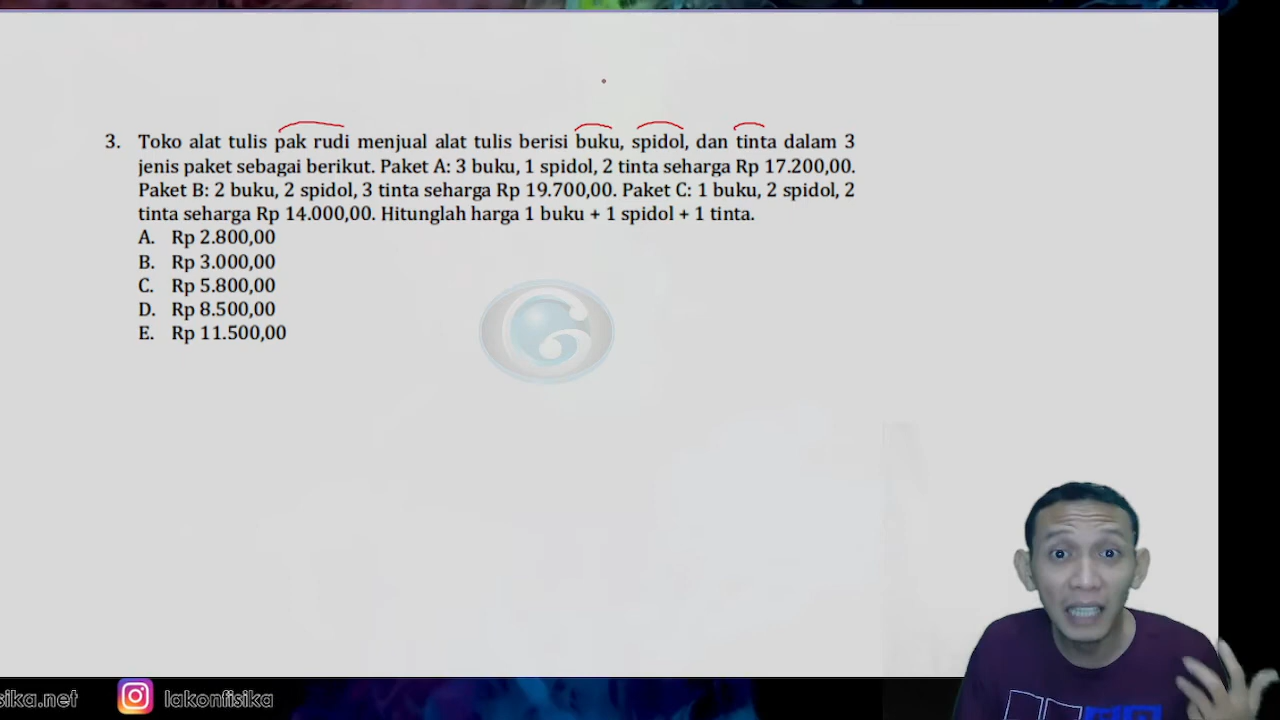 3. Toko alat tulis pak rudi menjual alat tulis berisi buku, spidol, dan tinta dalam 3
jenis paket sebagai berikut. Paket A: 3 buku, 1 spidol, 2 tinta seharga Rp 17.200,00.
Paket B: 2 buku, 2 spidol, 3 tinta seharga Rp 19.700,00. Paket C: 1 buku, 2 spidol, 2
tinta seharga Rp 14.000,00. Hitunglah harga 1 buku + 1 spidol + 1 tinta.
A. Rp 2.800,00
B. Rp 3.000,00
C. Rp 5.800,00
D. Rp 8.500,00
E. Rp 11.500,00
sika.net lakonfisika